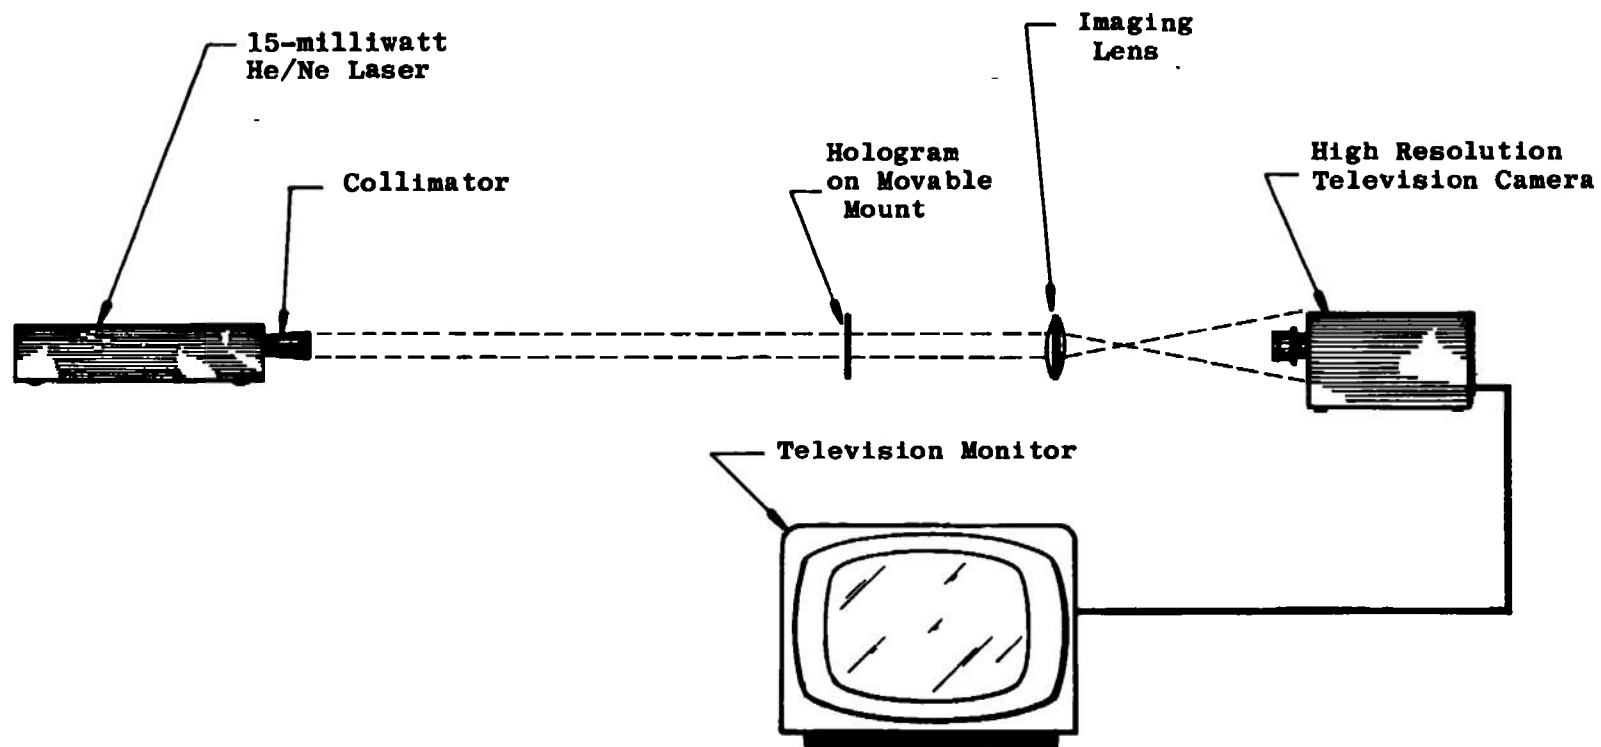 15-milliwatt
He/Ne Laser
Collimator
Hologram
on Movable
Mount
Imaging
Lens
High Resolution
Television Camera
Television Monitor